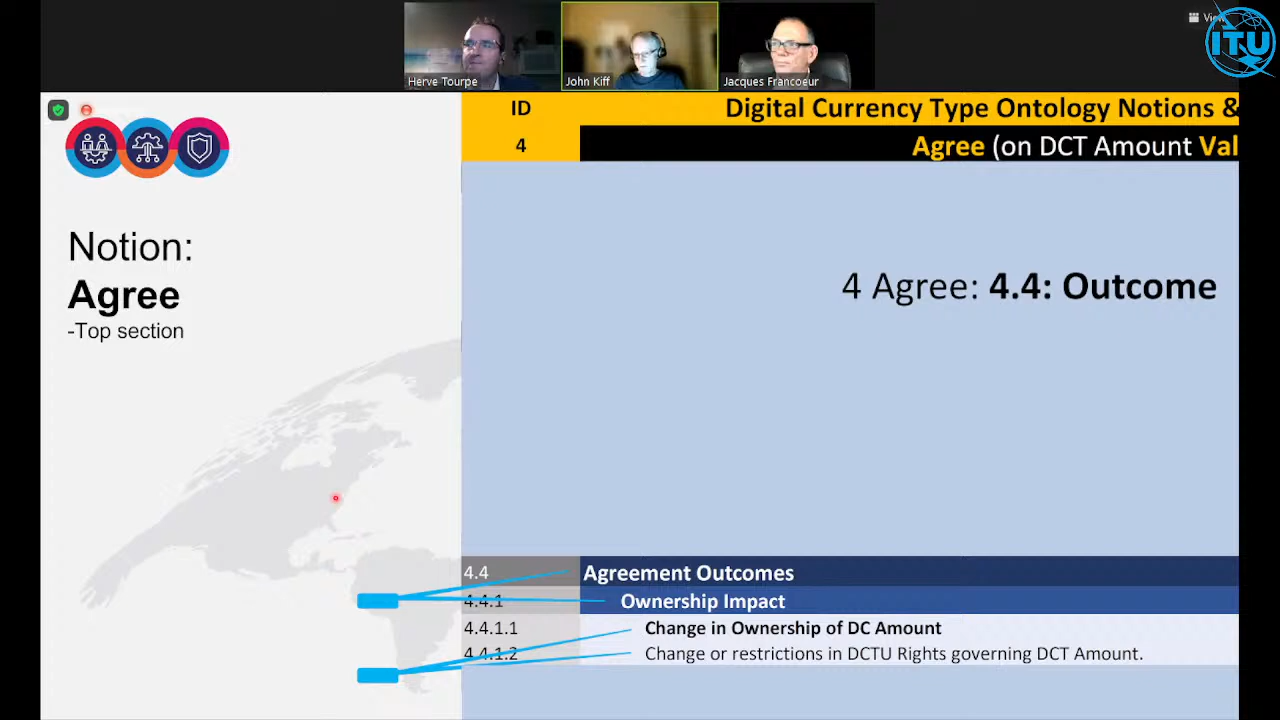 View
ITU
Herve Tourpe
John Kiff
Jacques Francoeur
ID
Digital Currency Type Ontology Notions &
4
Agree (on DCT Amount Val
Notion:
Agree
-Top section
4 Agree: 4.4: Outcome
4.4
Agreement Outcomes
4.4.1
Ownership Impact
4.4.1.1
Change in Ownership of DC Amount
4.4.1.2
Change or restrictions in DCTU Rights governing DCT Amount.